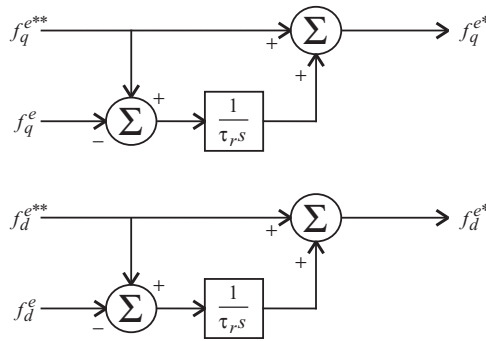 f_q^{e**} + Σ f_q^{e*}
+
f_q^e − Σ + 1/(τ_r s)
f_d^{e**} + Σ f_d^{e*}
+
f_d^e − Σ + 1/(τ_r s)